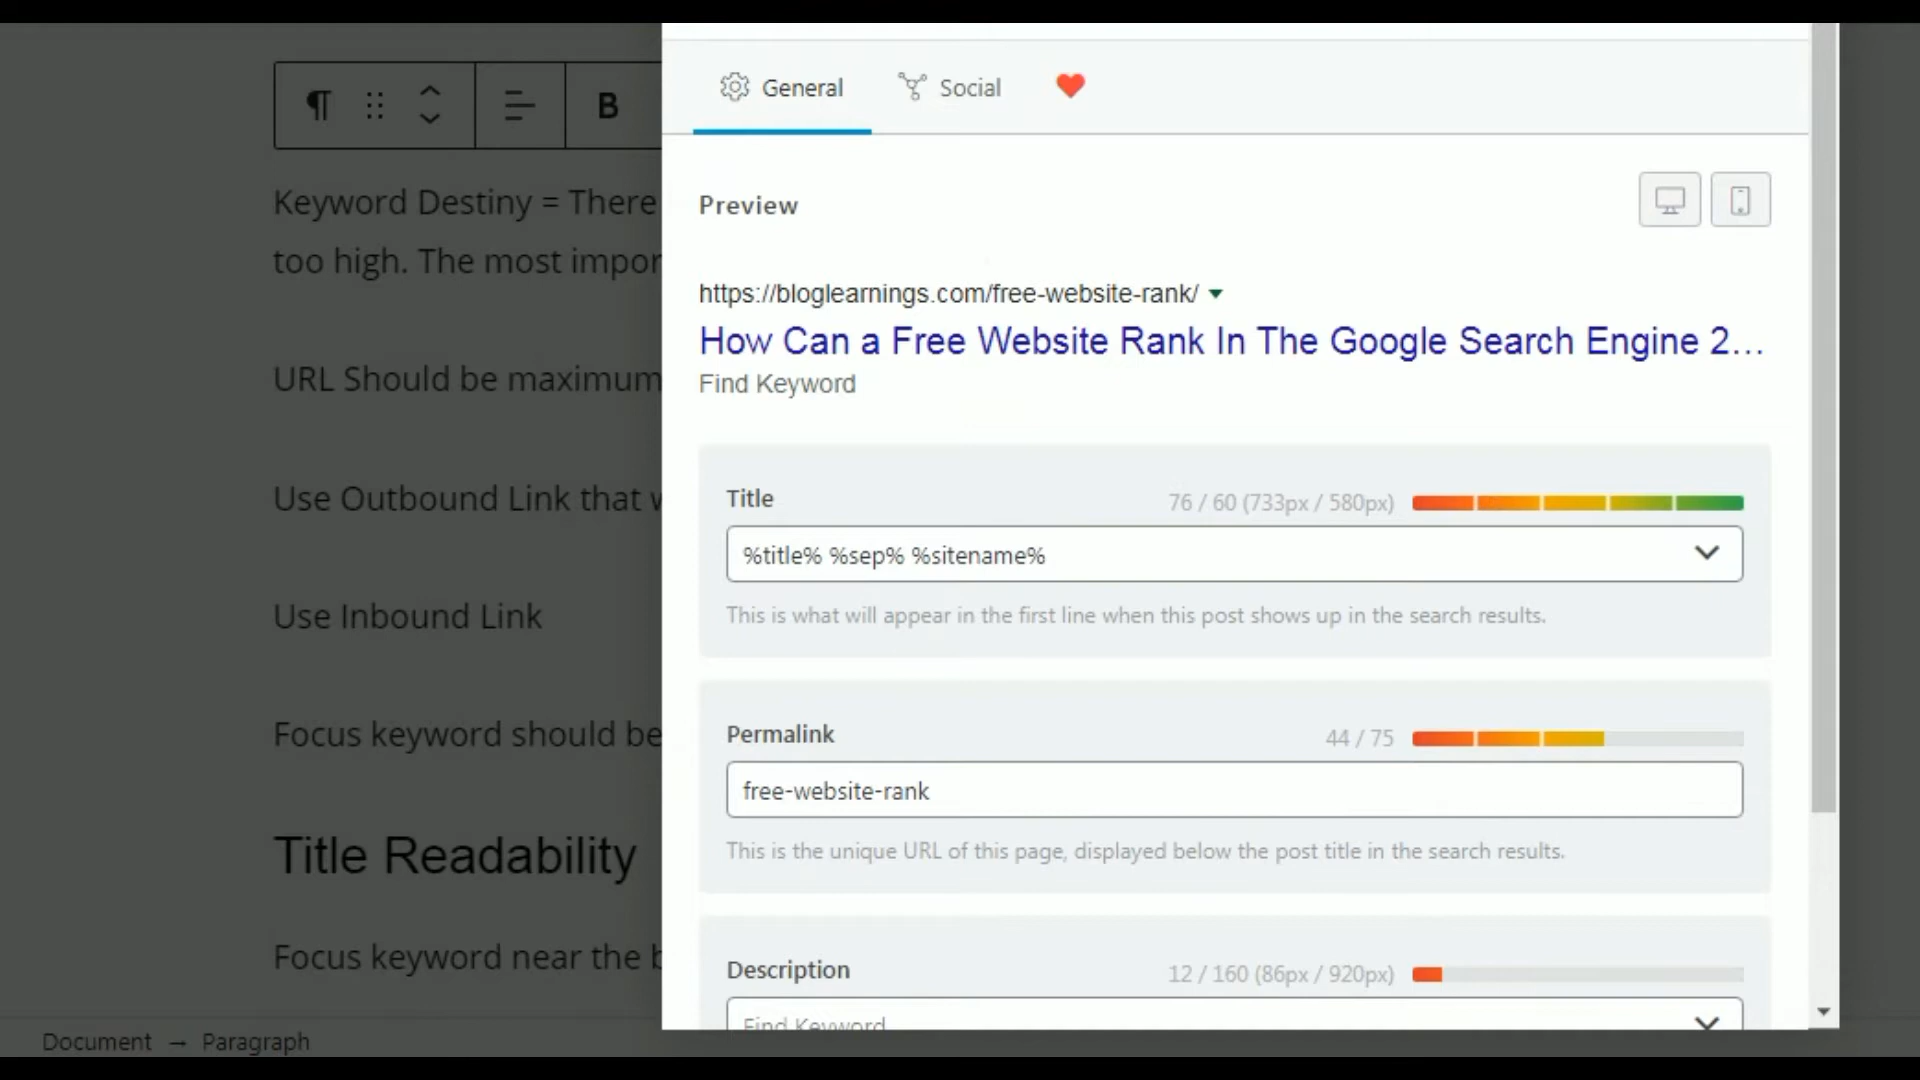 General
Social
B
Keyword Destiny = There
too high. The most impor
URL Should be maximum
Use Outbound Link that w
Use Inbound Link
Focus keyword should be
Title Readability
Focus keyword near the b
Document → Paragraph
Preview
https://bloglearnings.com/free-website-rank/
How Can a Free Website Rank In The Google Search Engine 2...
Find Keyword
Title
76 / 60 (733px / 580px)
%title% %sep% %sitename%
This is what will appear in the first line when this post shows up in the search results.
Permalink
44 / 75
free-website-rank
This is the unique URL of this page, displayed below the post title in the search results.
Description
12 / 160 (86px / 920px)
Find Keyword